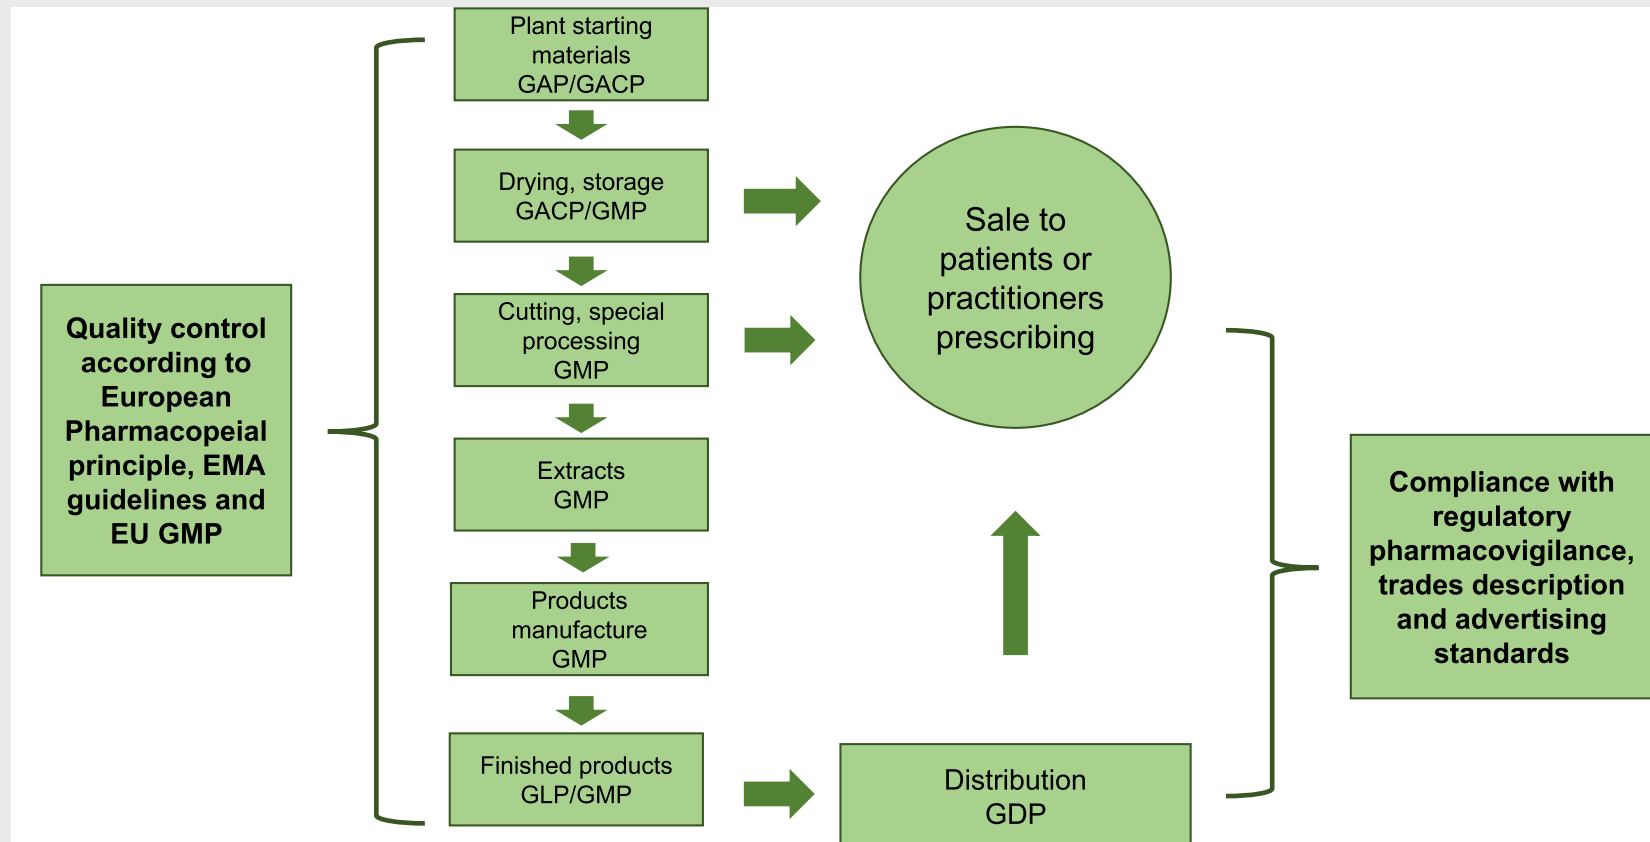 Plant starting
materials
GAP/GACP
Drying, storage
GACP/GMP
Cutting, special
processing
GMP
Extracts
GMP
Products
manufacture
GMP
Finished products
GLP/GMP
Quality control
according to
European
Pharmacopeial
principle, EMA
guidelines and
EU GMP
Sale to
patients or
practitioners
prescribing
Distribution
GDP
Compliance with
regulatory
pharmacovigilance,
trades description
and advertising
standards